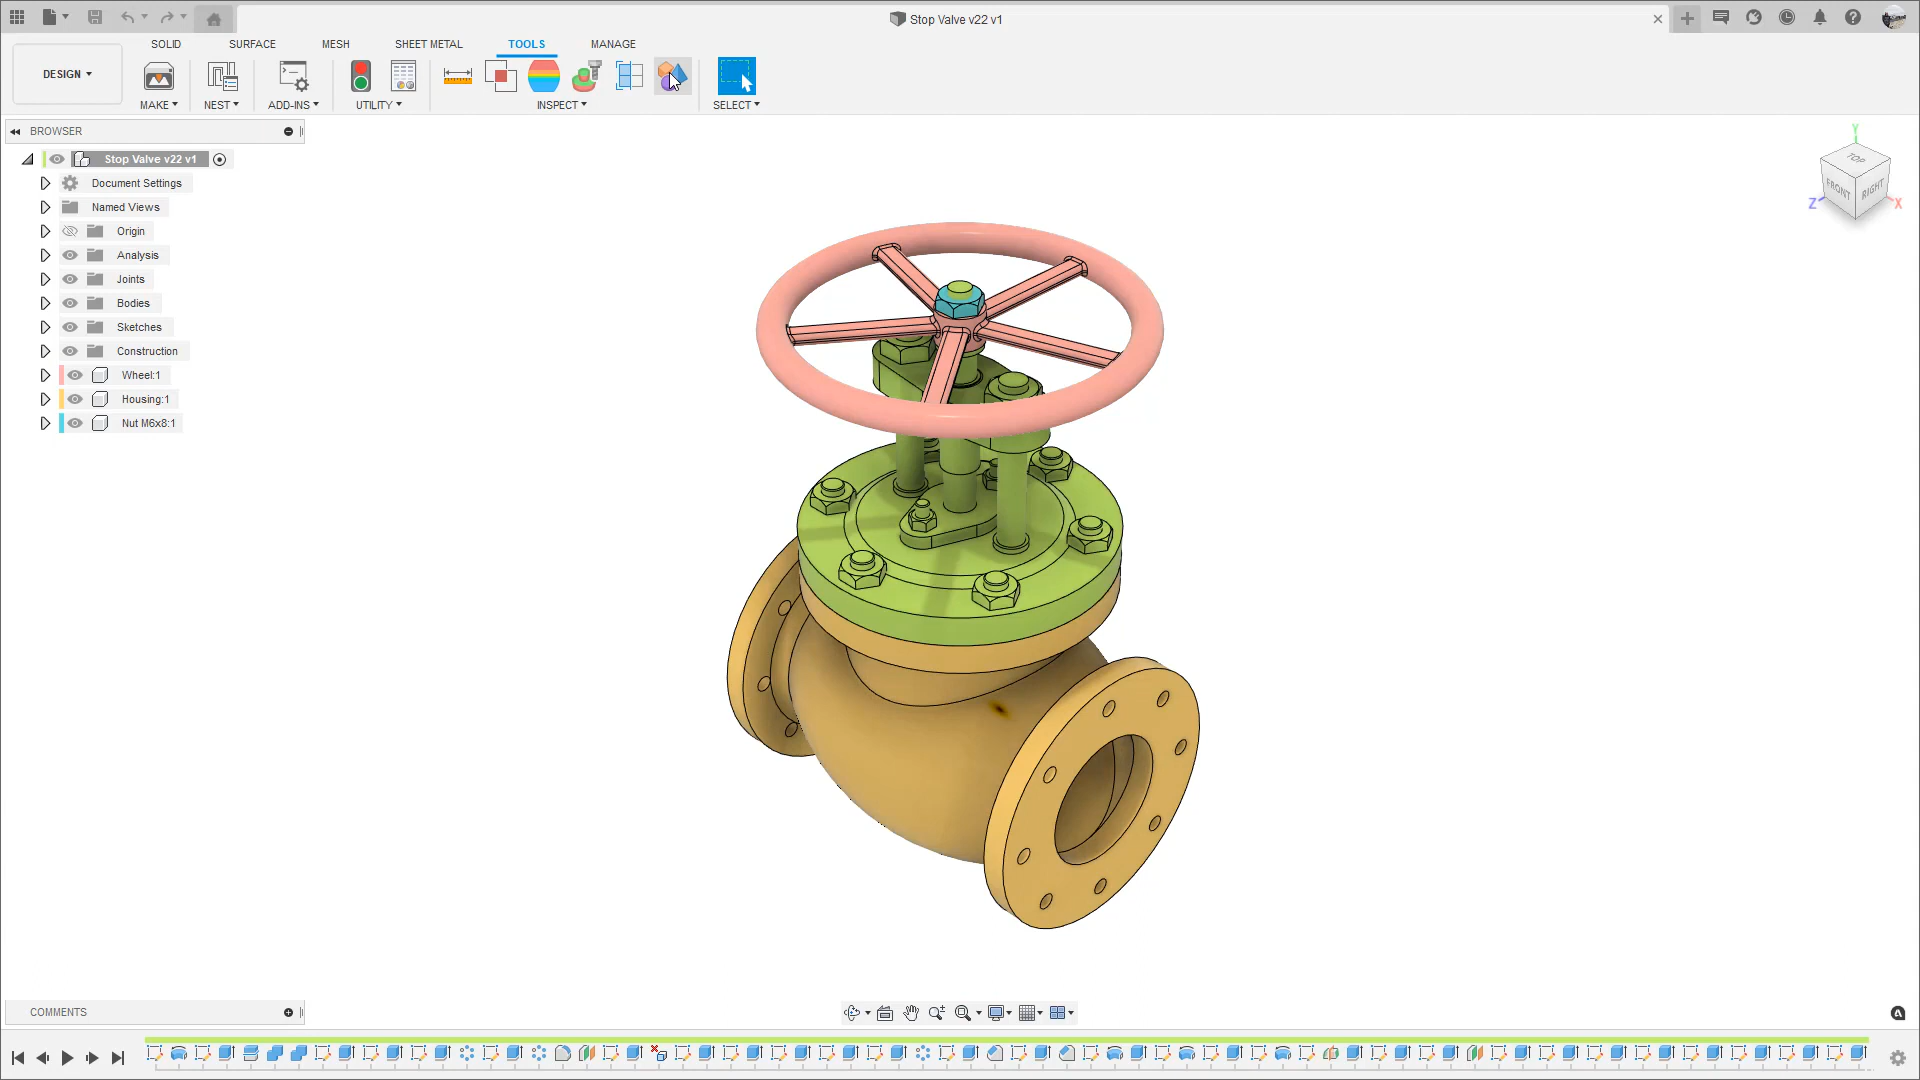 Stop Valve v22 v1
SOLID SURFACE MESH SHEET METAL TOOLS MANAGE
DESIGN
MAKE NEST ADD-INS UTILITY INSPECT SELECT
BROWSER
Stop Valve v22 v1
Document Settings
Named Views
Origin
Analysis
Joints
Bodies
Sketches
Construction
Wheel:1
Housing:1
Nut M6x8:1
Y
TOP
FRONT RIGHT
Z X
COMMENTS